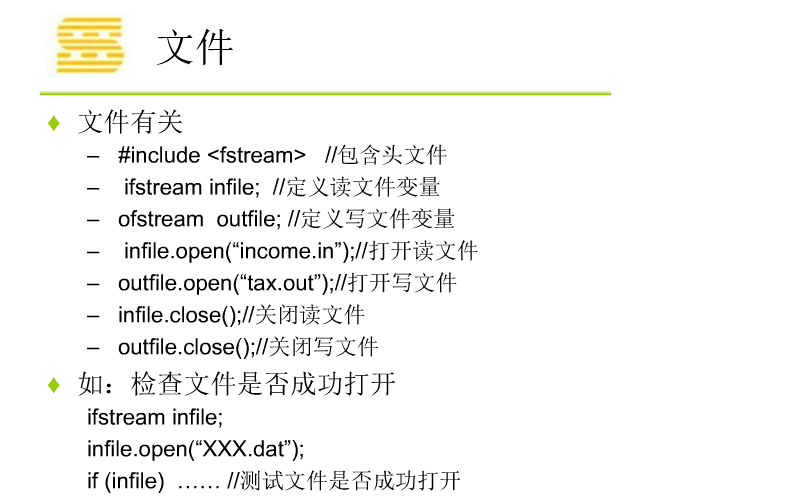 文件
文件有关
– #include <fstream> //包含头文件
– ifstream infile; //定义读文件变量
– ofstream outfile; //定义写文件变量
– infile.open(“income.in”);//打开读文件
– outfile.open(“tax.out”);//打开写文件
– infile.close();//关闭读文件
– outfile.close();//关闭写文件
如：检查文件是否成功打开
ifstream infile;
infile.open(“XXX.dat”);
if (infile) …… //测试文件是否成功打开